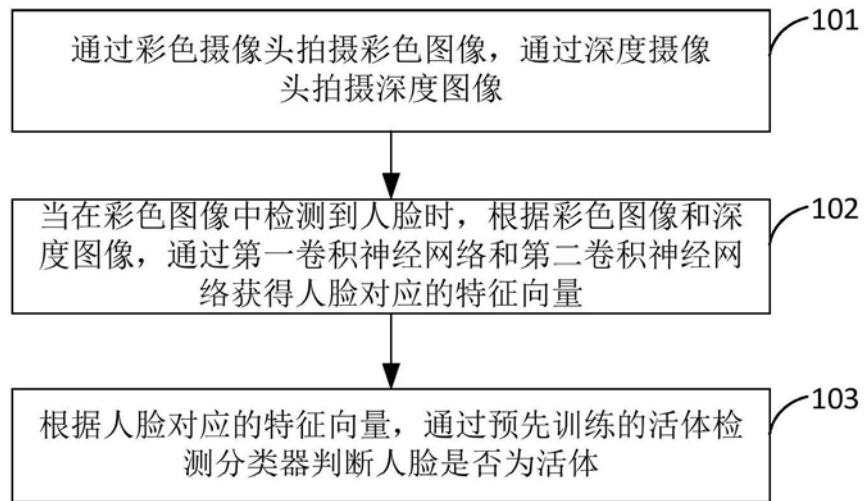 通过彩色摄像头拍摄彩色图像，通过深度摄像
头拍摄深度图像
101
当在彩色图像中检测到人脸时，根据彩色图像和深
度图像，通过第一卷积神经网络和第二卷积神经网
络获得人脸对应的特征向量
102
根据人脸对应的特征向量，通过预先训练的活体检
测分类器判断人脸是否为活体
103